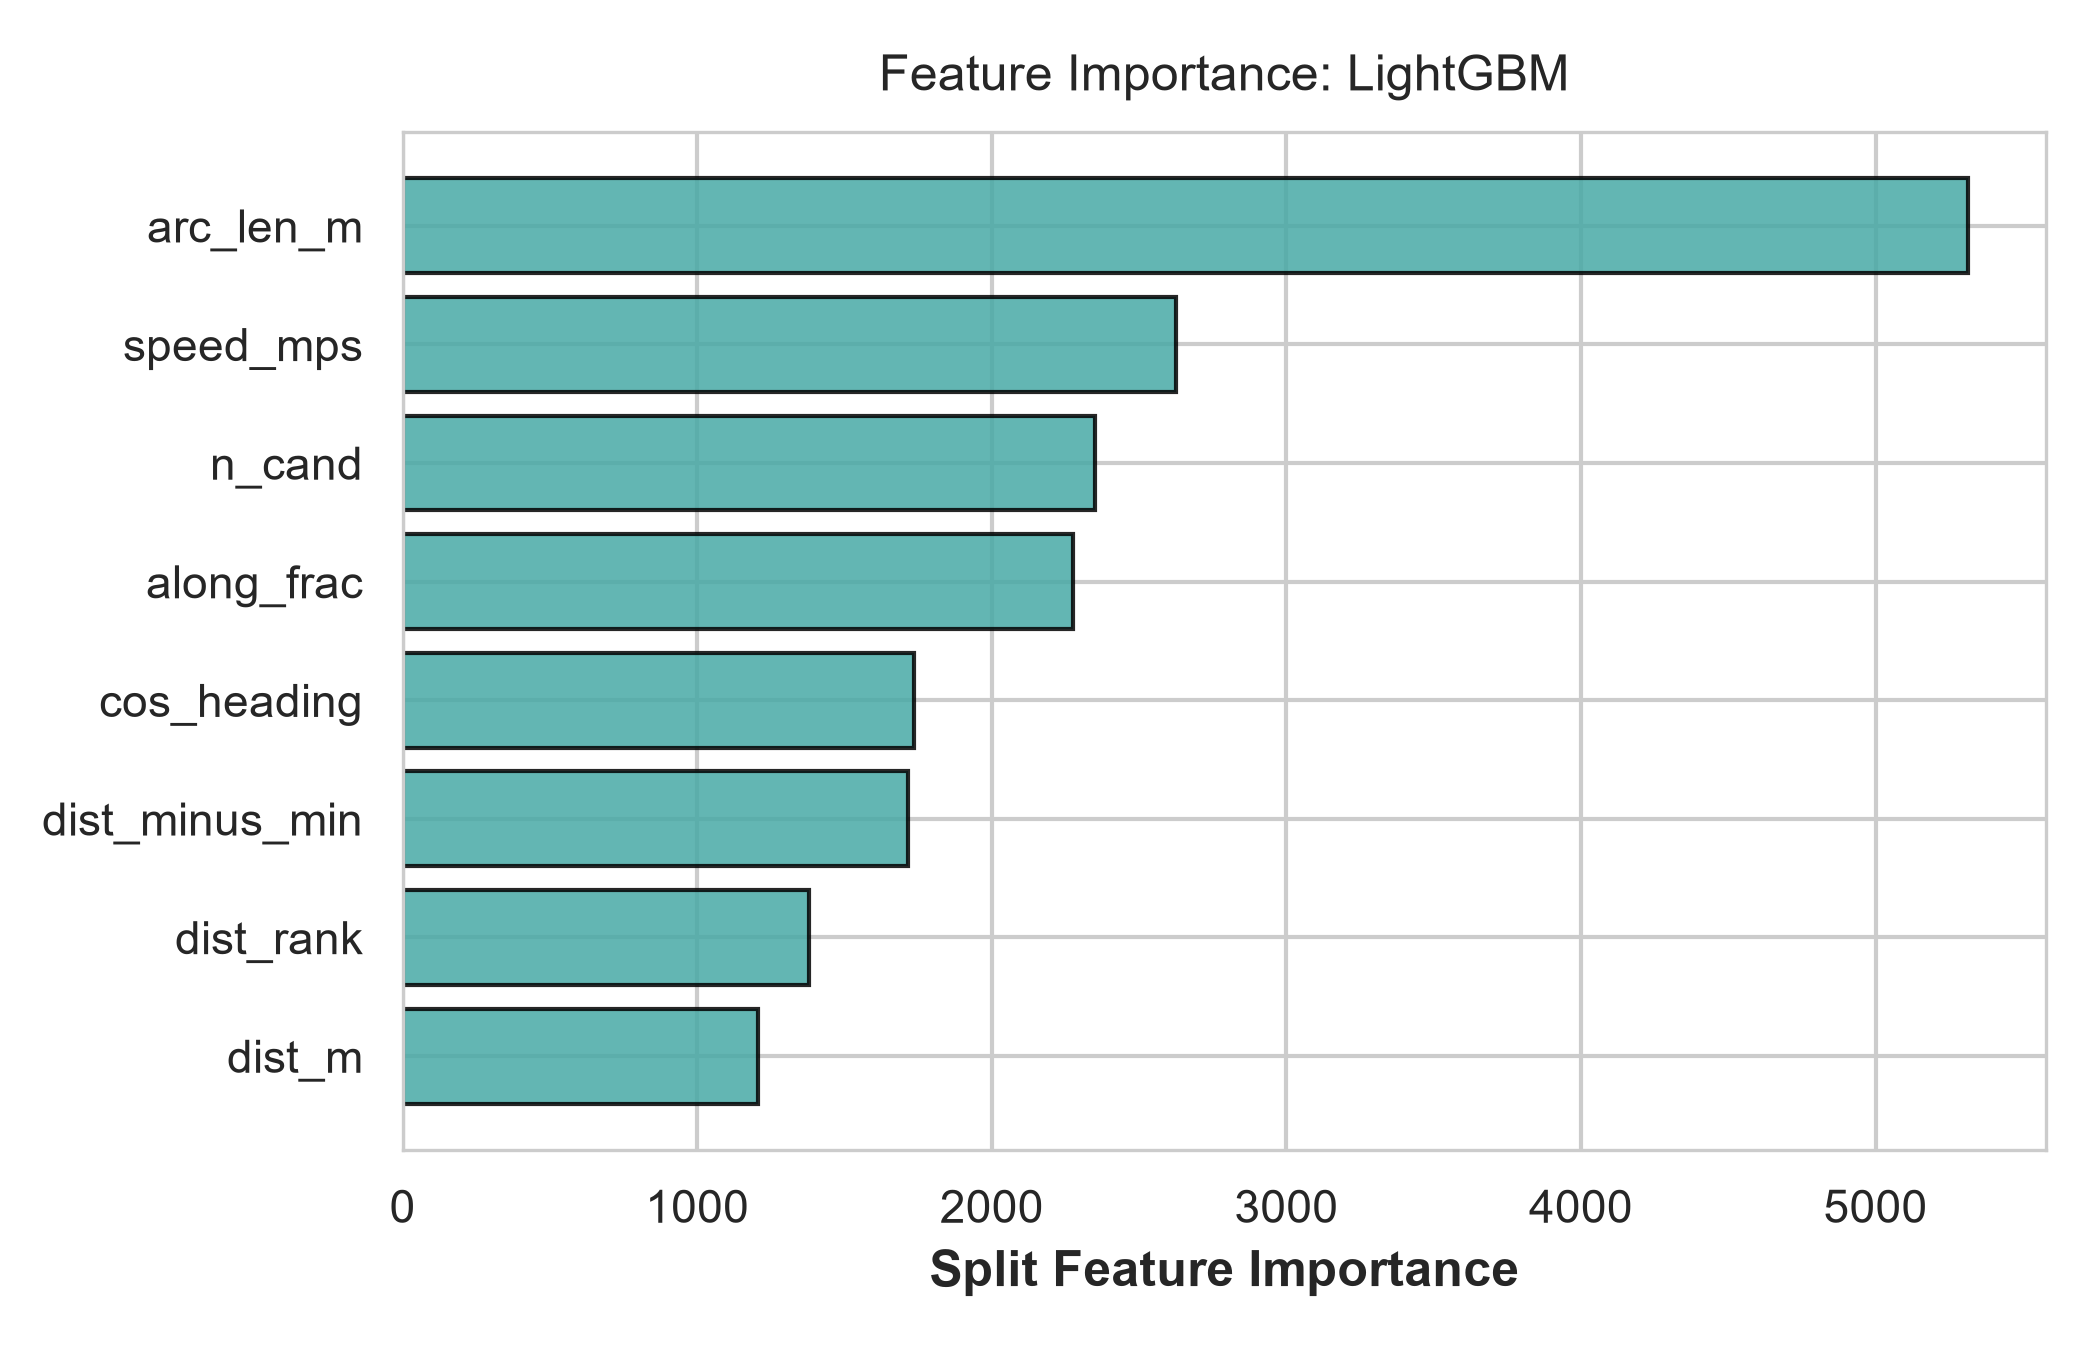 Feature Importance: LightGBM
arc_len_m
speed_mps
n_cand
along_frac
cos_heading
dist_minus_min
dist_rank
dist_m
0 1000 2000 3000 4000 5000
Split Feature Importance